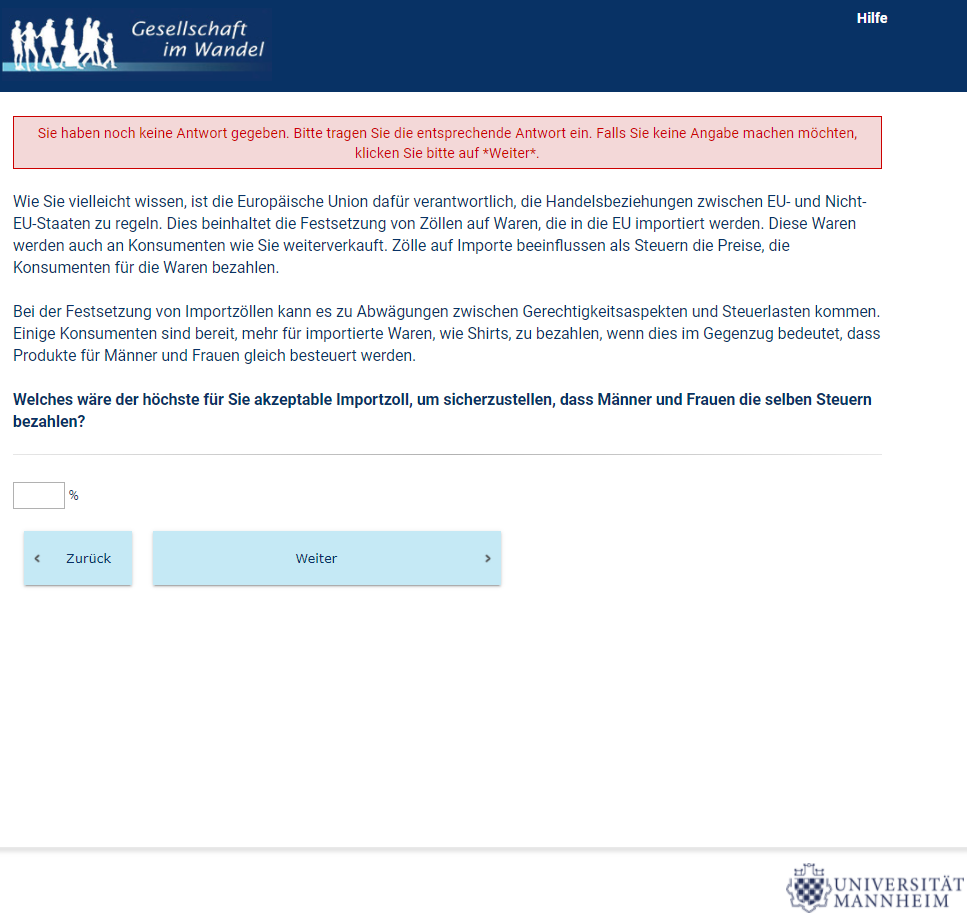 Gesellschaft
im Wandel
Hilfe
Sie haben noch keine Antwort gegeben. Bitte tragen Sie die entsprechende Antwort ein. Falls Sie keine Angabe machen möchten,
klicken Sie bitte auf *Weiter*.
Wie Sie vielleicht wissen, ist die Europäische Union dafür verantwortlich, die Handelsbeziehungen zwischen EU- und Nicht-
EU-Staaten zu regeln. Dies beinhaltet die Festsetzung von Zöllen auf Waren, die in die EU importiert werden. Diese Waren
werden auch an Konsumenten wie Sie weiterverkauft. Zölle auf Importe beeinflussen als Steuern die Preise, die
Konsumenten für die Waren bezahlen.
Bei der Festsetzung von Importzöllen kann es zu Abwägungen zwischen Gerechtigkeitsaspekten und Steuerlasten kommen.
Einige Konsumenten sind bereit, mehr für importierte Waren, wie Shirts, zu bezahlen, wenn dies im Gegenzug bedeutet, dass
Produkte für Männer und Frauen gleich besteuert werden.
Welches wäre der höchste für Sie akzeptable Importzoll, um sicherzustellen, dass Männer und Frauen die selben Steuern
bezahlen?
%
Zurück
Weiter
UNIVERSITÄT
MANNHEIM